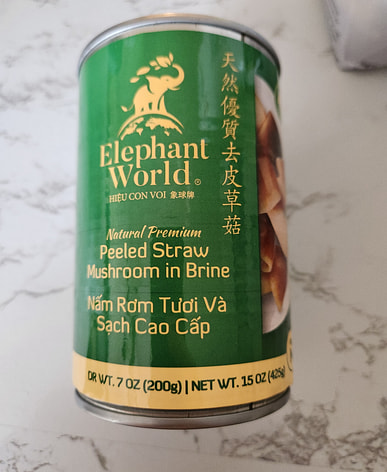 Elephant
World®
HIỆU CON VOI 象球牌
天然優質去皮草菇
Natural Premium
Peeled Straw
Mushroom in Brine
Nấm Rơm Tươi Và
Sạch Cao Cấp
DR WT. 7 OZ (200g) | NET WT. 15 OZ (425g)